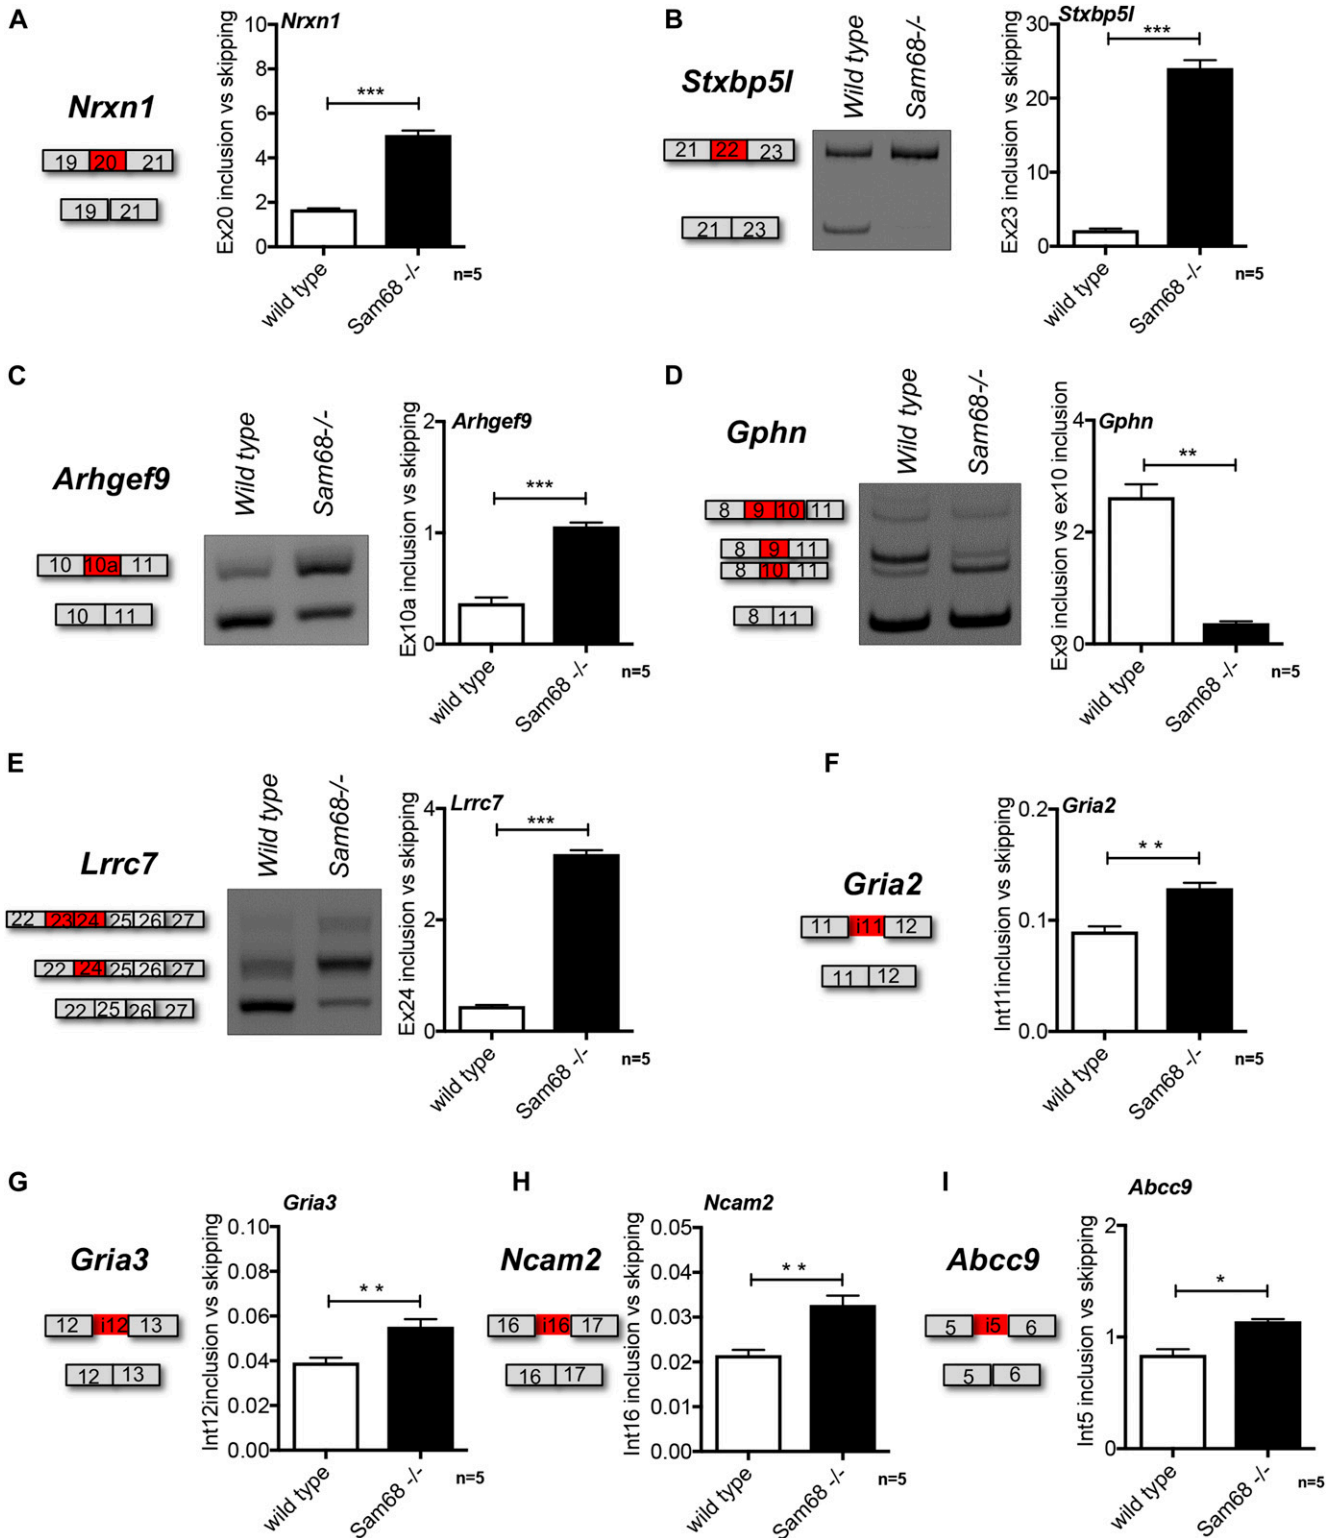 A
Nrxn1
19 20 21
19 21
Nrxn1
Ex20 inclusion vs skipping
10
8
6
4
2
0
***
wild type
Sam68 -/-
n=5
B
Stxbp5l
21 22 23
21 23
Wild type
Sam68-/-
Stxbp5l
Ex23 inclusion vs skipping
30
20
10
0
***
wild type
Sam68 -/-
n=5
C
Arhgef9
10 10a 11
10 11
Wild type
Sam68-/-
Arhgef9
Ex10a inclusion vs skipping
2
1
0
***
wild type
Sam68 -/-
n=5
D
Gphn
8 9 10 11
8 9 11
8 10 11
8 11
Wild type
Sam68-/-
Gphn
Ex9 inclusion vs ex10 inclusion
4
2
0
**
wild type
Sam68 -/-
n=5
E
Lrrc7
22 23 24 25 26 27
22 24 25 26 27
22 25 26 27
Wild type
Sam68-/-
Lrrc7
Ex24 inclusion vs skipping
4
2
0
***
wild type
Sam68 -/-
n=5
F
Gria2
11 i11 12
11 12
Gria2
Int11inclusion vs skipping
0.2
0.1
0.0
* *
wild type
Sam68 -/-
n=5
G
Gria3
12 i12 13
12 13
Gria3
Int12inclusion vs skipping
0.10
0.08
0.06
0.04
0.02
0.00
* *
wild type
Sam68 -/-
n=5
H
Ncam2
16 i16 17
16 17
Ncam2
Int16 inclusion vs skipping
0.05
0.04
0.03
0.02
0.01
0.00
* *
wild type
Sam68 -/-
n=5
I
Abcc9
5 i5 6
5 6
Abcc9
Int5 inclusion vs skipping
2
1
0
*
wild type
Sam68 -/-
n=5